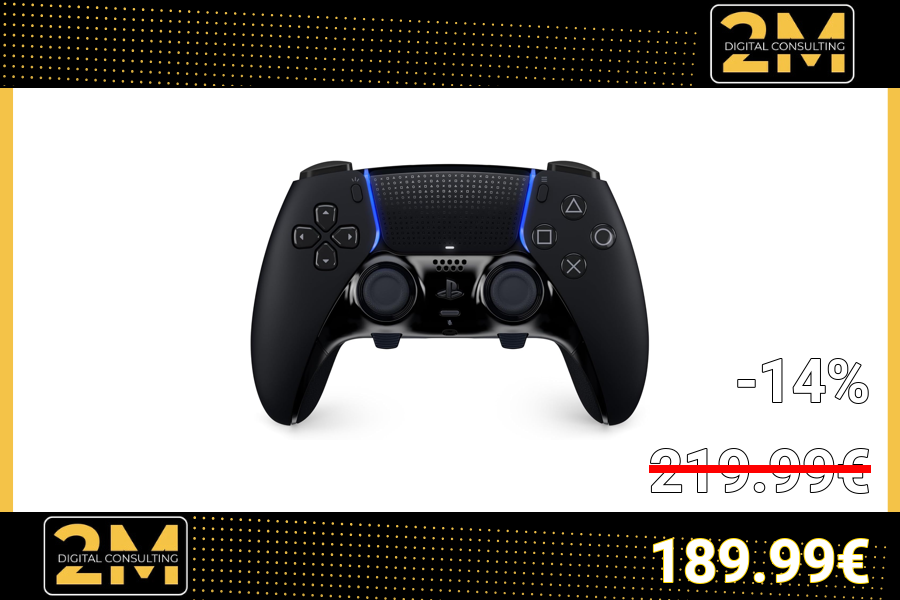 2M
DIGITAL CONSULTING
-14%
219.99€
2M
DIGITAL CONSULTING
189.99€